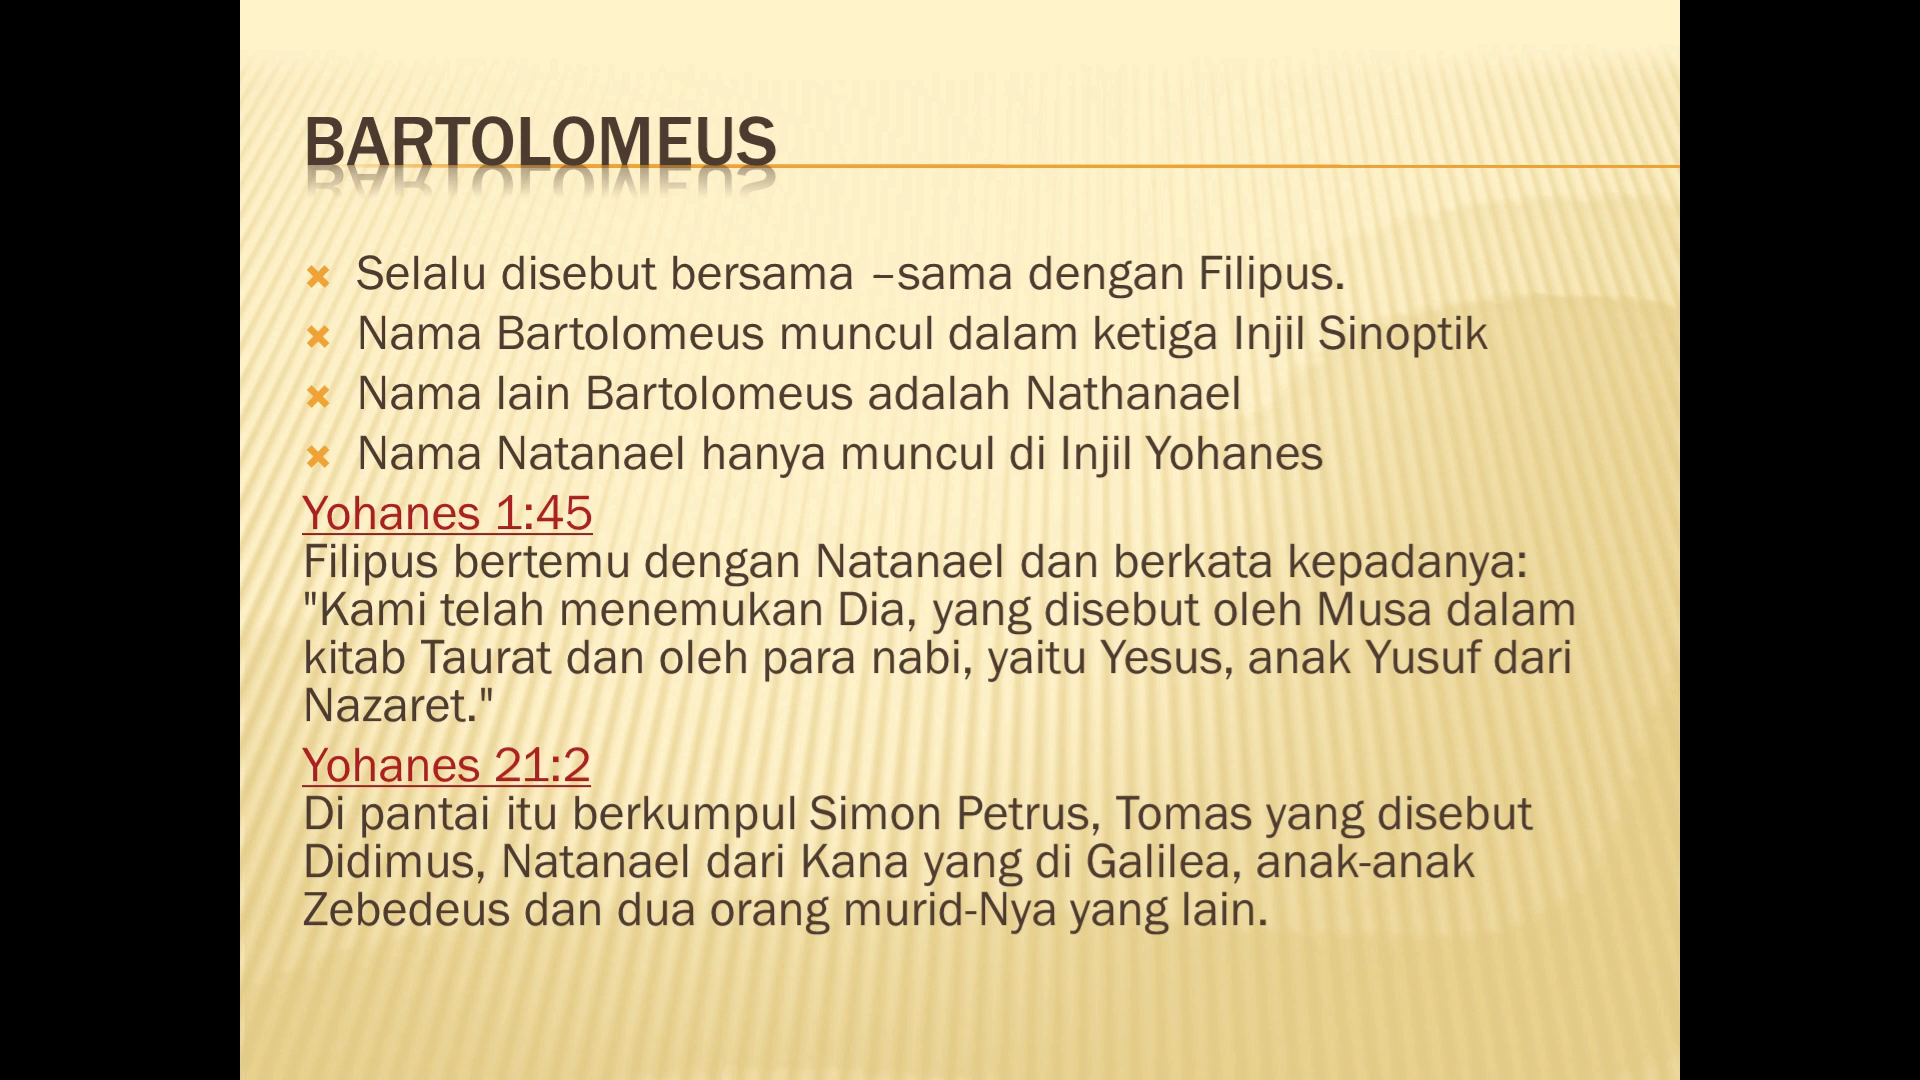 BARTOLOMEUS
Selalu disebut bersama –sama dengan Filipus.
Nama Bartolomeus muncul dalam ketiga Injil Sinoptik
Nama lain Bartolomeus adalah Nathanael
Nama Natanael hanya muncul di Injil Yohanes
Yohanes 1:45
Filipus bertemu dengan Natanael dan berkata kepadanya:
"Kami telah menemukan Dia, yang disebut oleh Musa dalam
kitab Taurat dan oleh para nabi, yaitu Yesus, anak Yusuf dari
Nazaret."
Yohanes 21:2
Di pantai itu berkumpul Simon Petrus, Tomas yang disebut
Didimus, Natanael dari Kana yang di Galilea, anak-anak
Zebedeus dan dua orang murid-Nya yang lain.